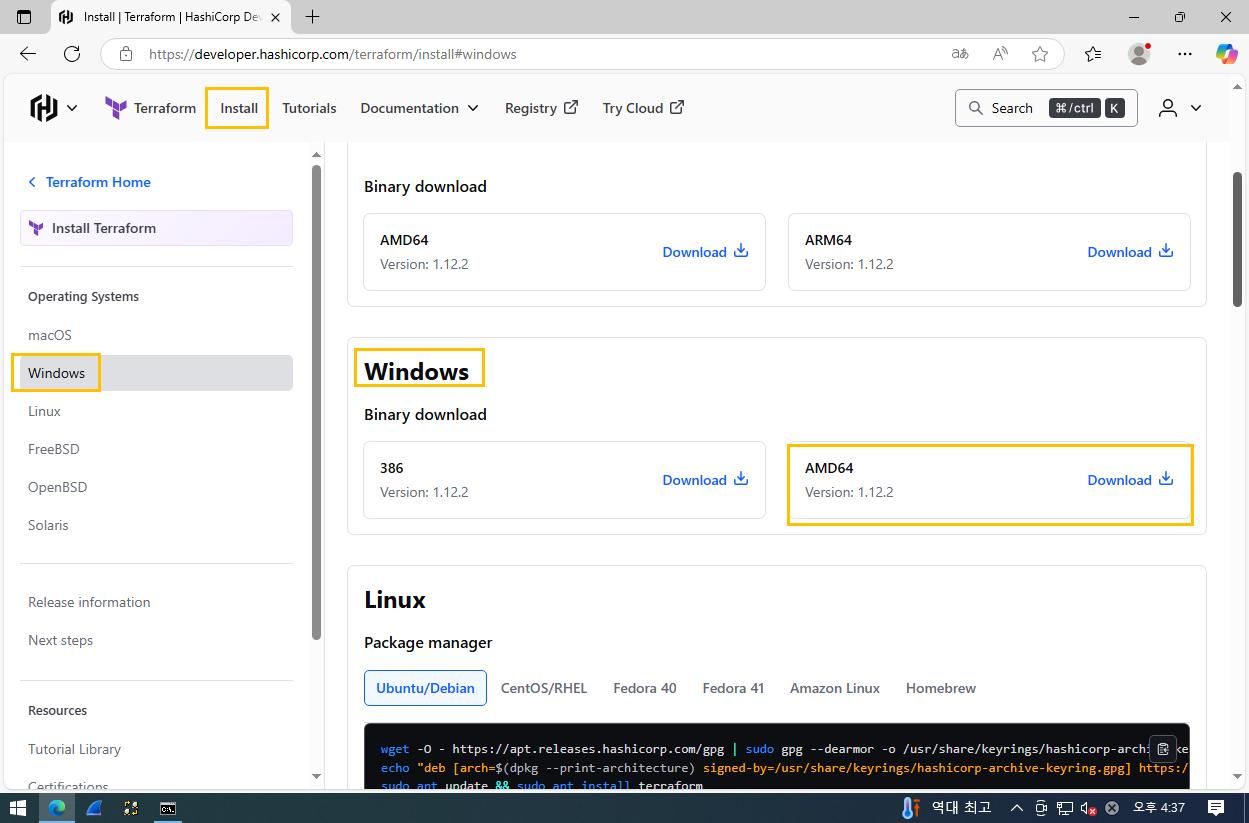 Install | Terraform | HashiCorp Dev
https://developer.hashicorp.com/terraform/install#windows
Terraform
Install
Tutorials
Documentation
Registry
Try Cloud
Search
⌘/ctrl
K
Terraform Home
Install Terraform
Operating Systems
macOS
Windows
Linux
FreeBSD
OpenBSD
Solaris
Release information
Next steps
Resources
Tutorial Library
Certifications
Binary download
AMD64
Version: 1.12.2
Download
ARM64
Version: 1.12.2
Download
Windows
Binary download
386
Version: 1.12.2
Download
AMD64
Version: 1.12.2
Download
Linux
Package manager
Ubuntu/Debian
CentOS/RHEL
Fedora 40
Fedora 41
Amazon Linux
Homebrew
wget -O - https://apt.releases.hashicorp.com/gpg | sudo gpg --dearmor -o /usr/share/keyrings/hashicorp-archi ke
echo "deb [arch=$(dpkg --print-architecture) signed-by=/usr/share/keyrings/hashicorp-archive-keyring.gpg] https:/
sudo apt update && sudo apt install terraform
역대 최고
오후 4:37